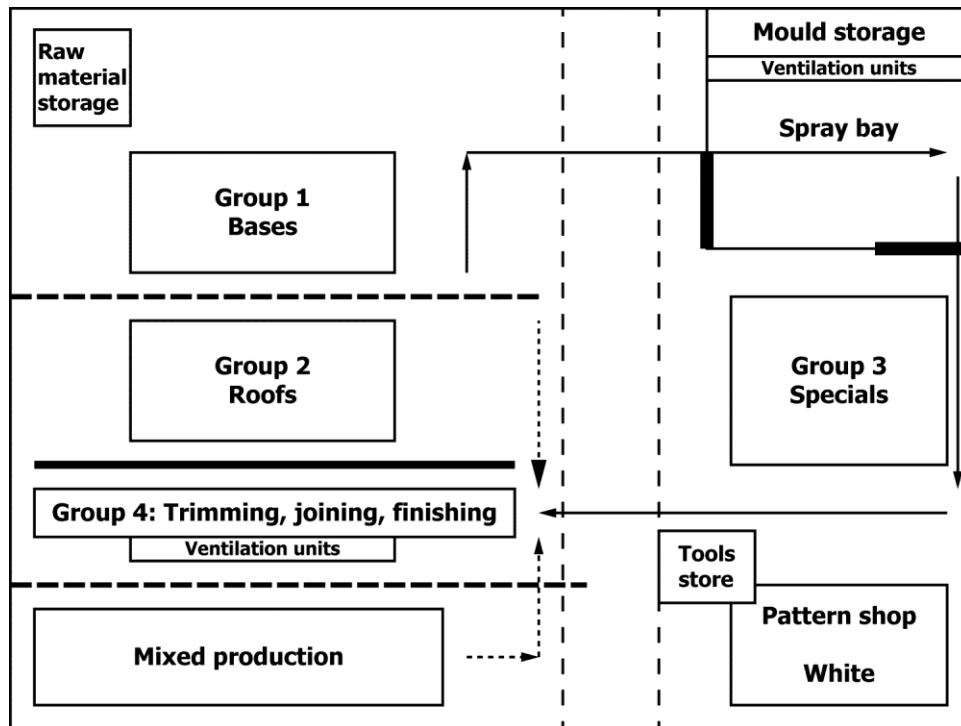 Raw
material
storage
Mould storage
Ventilation units
Spray bay
Group 1
Bases
Group 2
Roofs
Group 3
Specials
Group 4: Trimming, joining, finishing
Ventilation units
Tools
store
Pattern shop
White
Mixed production